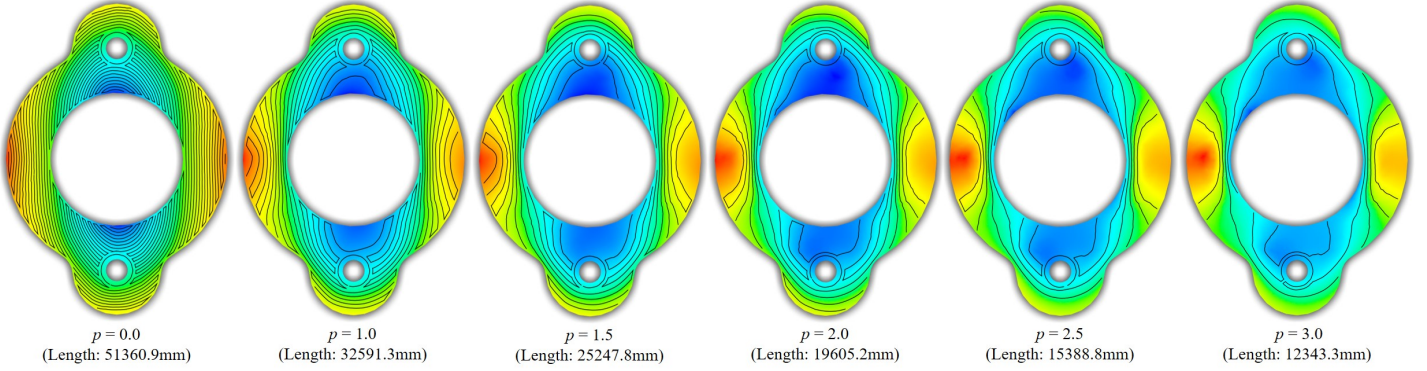 p = 0.0
(Length: 51360.9mm)
p = 1.0
(Length: 32591.3mm)
p = 1.5
(Length: 25247.8mm)
p = 2.0
(Length: 19605.2mm)
p = 2.5
(Length: 15388.8mm)
p = 3.0
(Length: 12343.3mm)